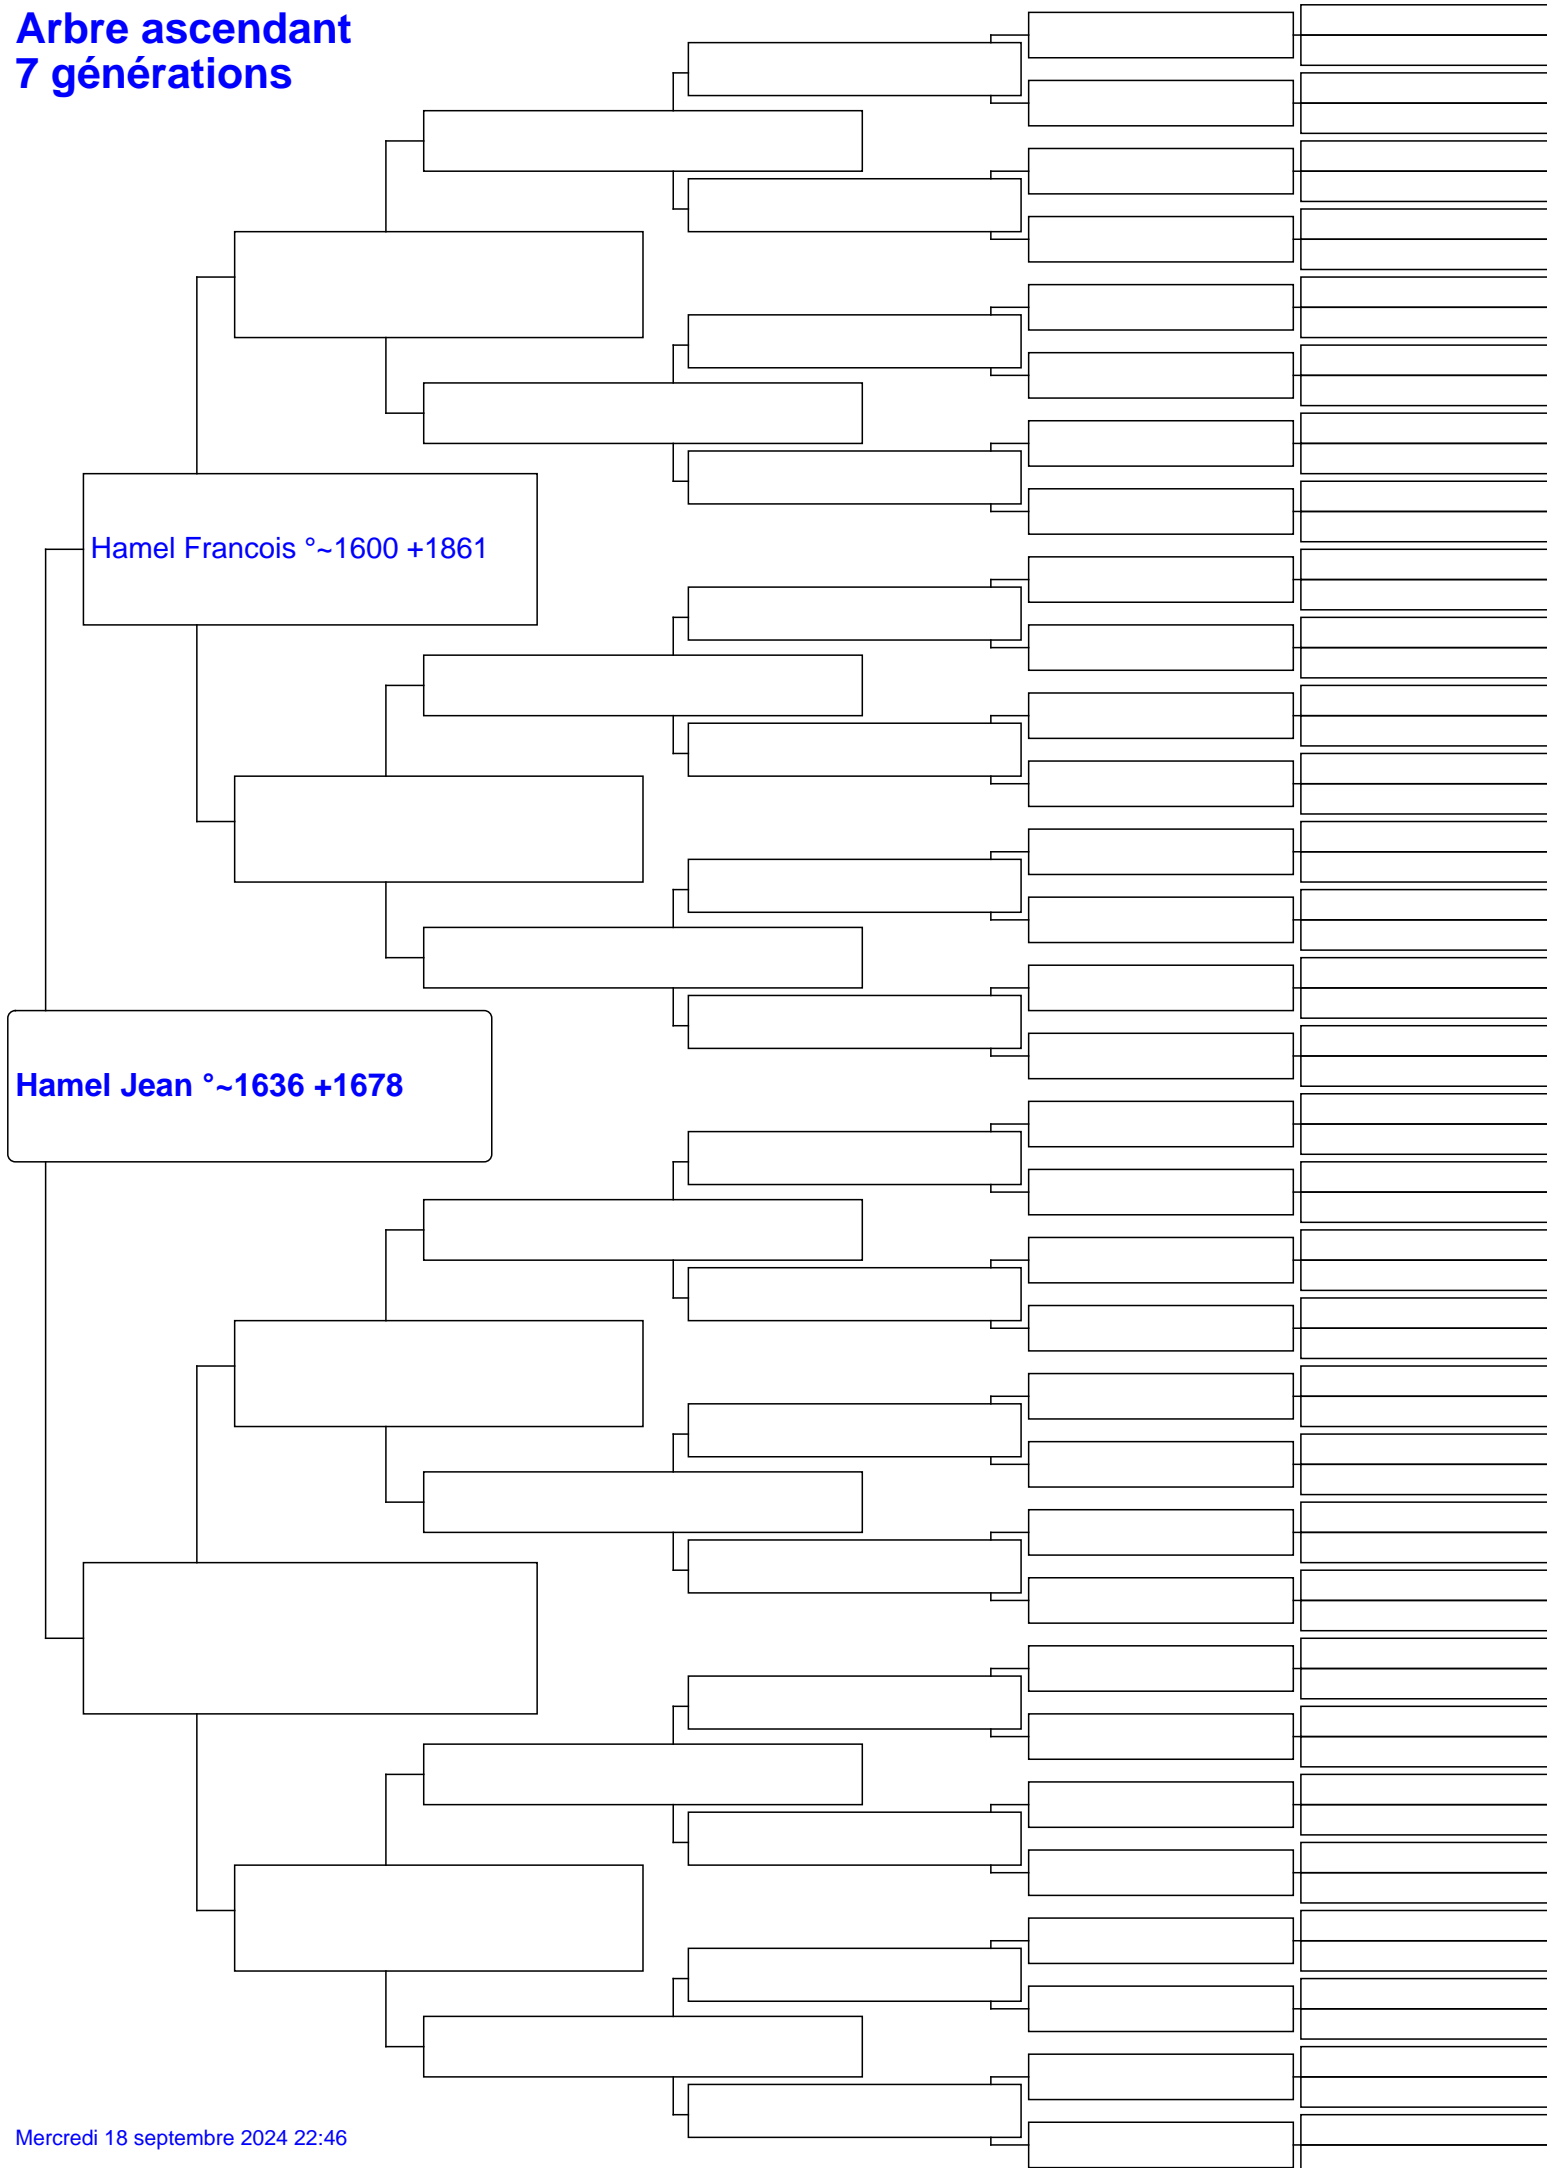 Arbre ascendant
7 générations
Hamel Francois °~1600 +1861
Hamel Jean °~1636 +1678
Mercredi 18 septembre 2024 22:46